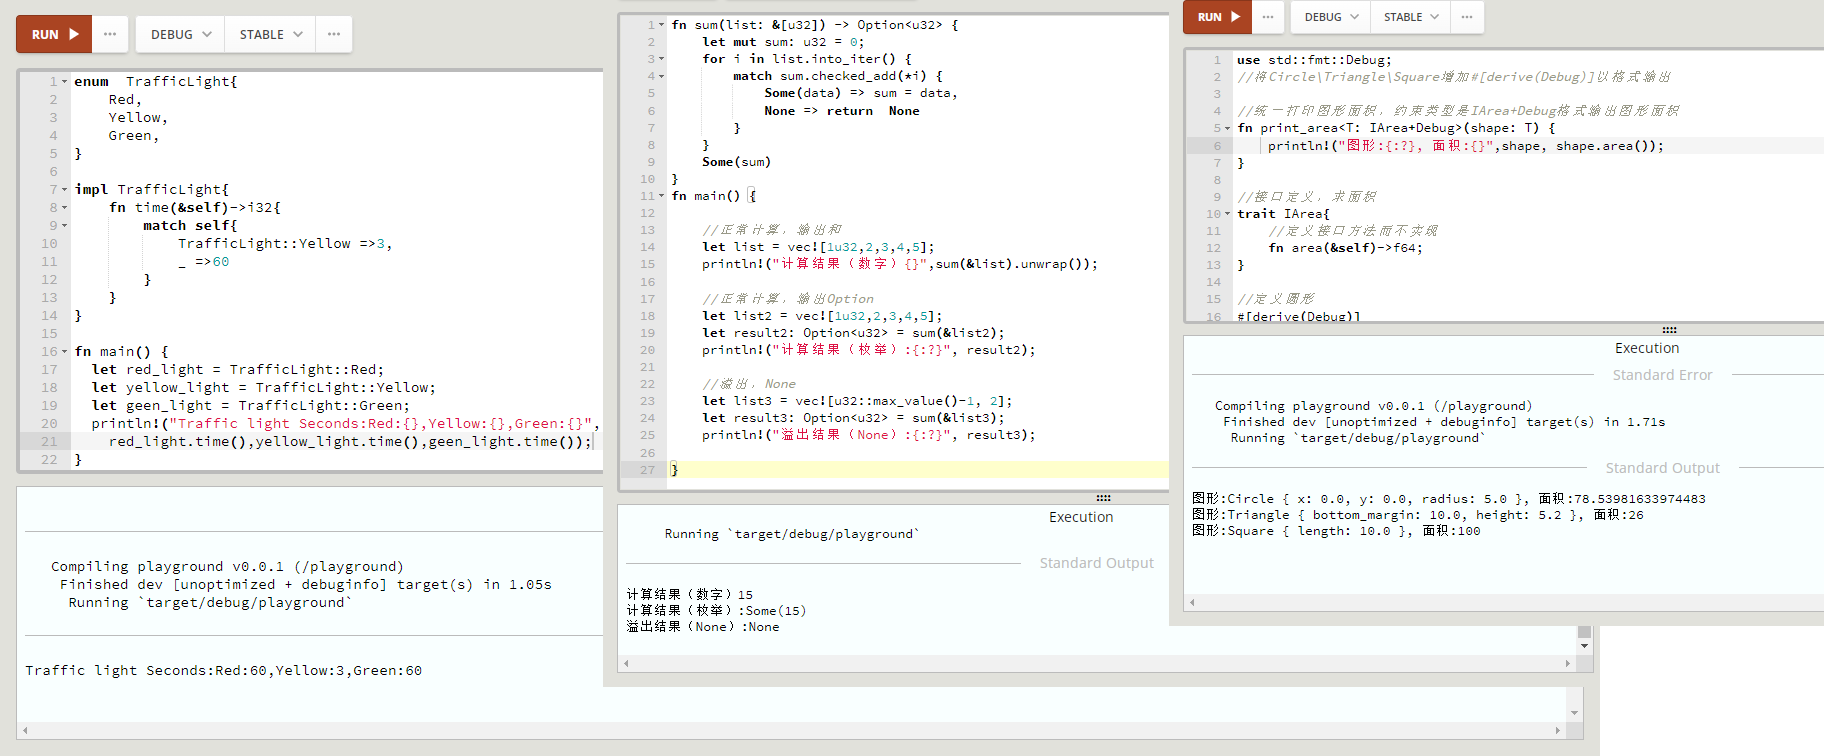 RUN ▶ ··· DEBUG STABLE ···
1 enum  TrafficLight{
2     Red,
3     Yellow,
4     Green,
5 }
6
7 impl TrafficLight{
8     fn time(&self)->i32{
9         match self{
10             TrafficLight::Yellow =>3,
11             _ =>60
12         }
13     }
14 }
15
16 fn main() {
17   let red_light = TrafficLight::Red;
18   let yellow_light = TrafficLight::Yellow;
19   let geen_light = TrafficLight::Green;
20   println!("Traffic light Seconds:Red:{},Yellow:{},Green:{}",
21     red_light.time(),yellow_light.time(),geen_light.time());
22 }
Compiling playground v0.0.1 (/playground)
Finished dev [unoptimized + debuginfo] target(s) in 1.05s
Running `target/debug/playground`
Traffic light Seconds:Red:60,Yellow:3,Green:60
1 fn sum(list: &[u32]) -> Option<u32> {
2     let mut sum: u32 = 0;
3     for i in list.into_iter() {
4         match sum.checked_add(*i) {
5             Some(data) => sum = data,
6             None => return  None
7         }
8     }
9     Some(sum)
10 }
11 fn main() {
12
13     //正常计算，输出和
14     let list = vec![1u32,2,3,4,5];
15     println!("计算结果（数字）{}",sum(&list).unwrap());
16
17     //正常计算，输出Option
18     let list2 = vec![1u32,2,3,4,5];
19     let result2: Option<u32> = sum(&list2);
20     println!("计算结果（枚举）:{:?}", result2);
21
22     //溢出，None
23     let list3 = vec![u32::max_value()-1, 2];
24     let result3: Option<u32> = sum(&list3);
25     println!("溢出结果（None）:{:?}", result3);
26
27 }
Execution
Running `target/debug/playground`
Standard Output
计算结果（数字）15
计算结果（枚举）:Some(15)
溢出结果（None）:None
RUN ▶ ··· DEBUG STABLE ···
1 use std::fmt::Debug;
2 //将Circle\Triangle\Square增加#[derive(Debug)]以格式输出
3
4 //统一打印图形面积，约束类型是IArea+Debug格式输出图形面积
5 fn print_area<T: IArea+Debug>(shape: T) {
6     println!("图形:{:?}, 面积:{}",shape, shape.area());
7 }
8
9 //接口定义，求面积
10 trait IArea{
11     //定义接口方法而不实现
12     fn area(&self)->f64;
13 }
14
15 //定义圆形
16 #[derive(Debug)]
Execution
Standard Error
Compiling playground v0.0.1 (/playground)
Finished dev [unoptimized + debuginfo] target(s) in 1.71s
Running `target/debug/playground`
Standard Output
图形:Circle { x: 0.0, y: 0.0, radius: 5.0 }, 面积:78.53981633974483
图形:Triangle { bottom_margin: 10.0, height: 5.2 }, 面积:26
图形:Square { length: 10.0 }, 面积:100